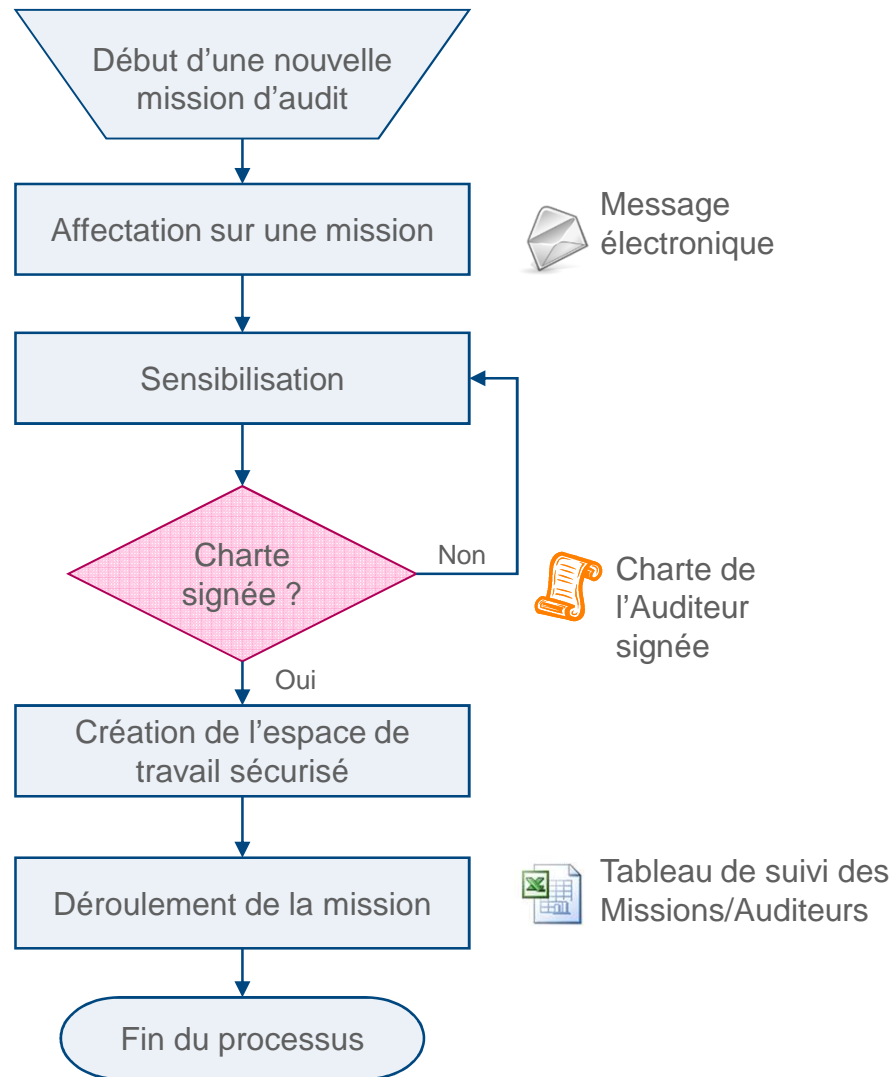 Début d’une nouvelle
mission d’audit
Affectation sur une mission
Message
électronique
Sensibilisation
Charte
signée ?
Non
Charte de
l’Auditeur
signée
Oui
Création de l’espace de
travail sécurisé
Déroulement de la mission
Tableau de suivi des
Missions/Auditeurs
Fin du processus